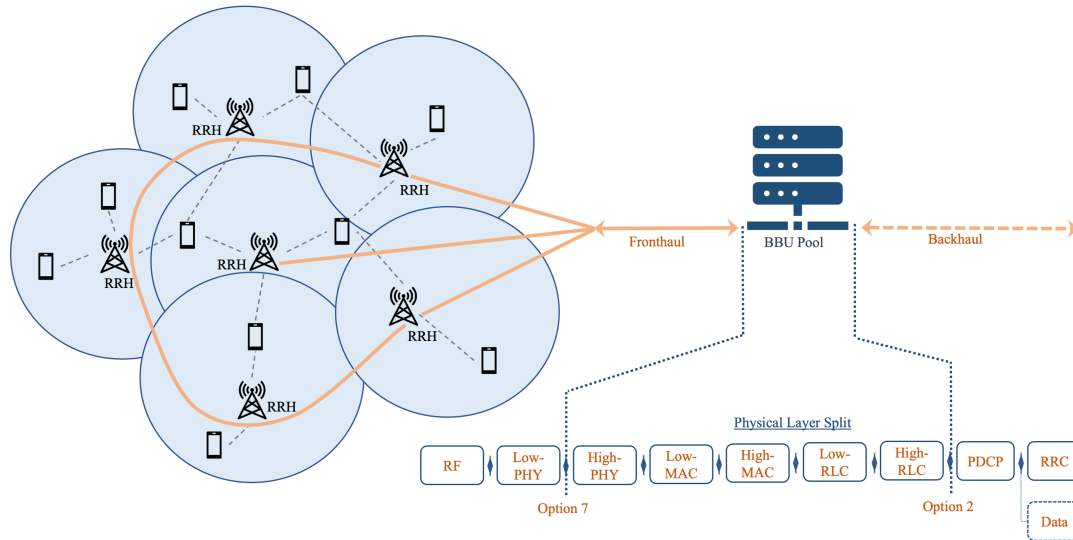 RRH
RRH
RRH
RRH
RRH
RRH
Fronthaul
BBU Pool
Backhaul
Physical Layer Split
RF
Low-
PHY
High-
PHY
Low-
MAC
High-
MAC
Low-
RLC
High-
RLC
PDCP
RRC
Option 7
Option 2
Data